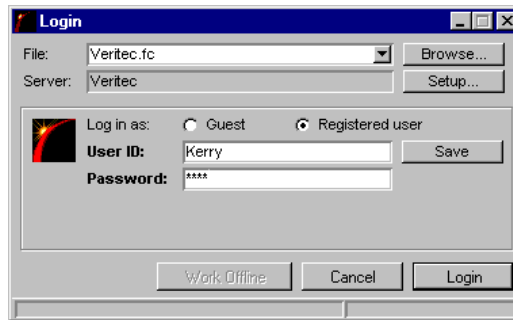 Login
File: Veritec.fc Browse...
Server: Veritec Setup...
Log in as: Guest Registered user
User ID: Kerry Save
Password: ****
Work Offline Cancel Login